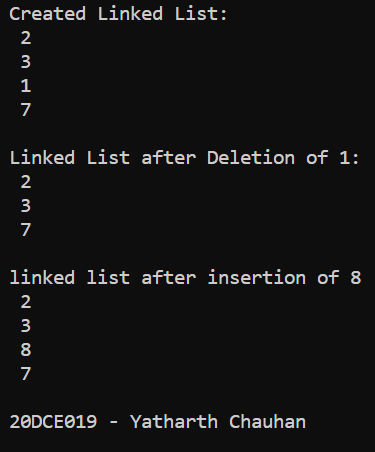 Created Linked List:
2
3
1
7
Linked List after Deletion of 1:
2
3
7
linked list after insertion of 8
2
3
8
7
20DCE019 - Yatharth Chauhan